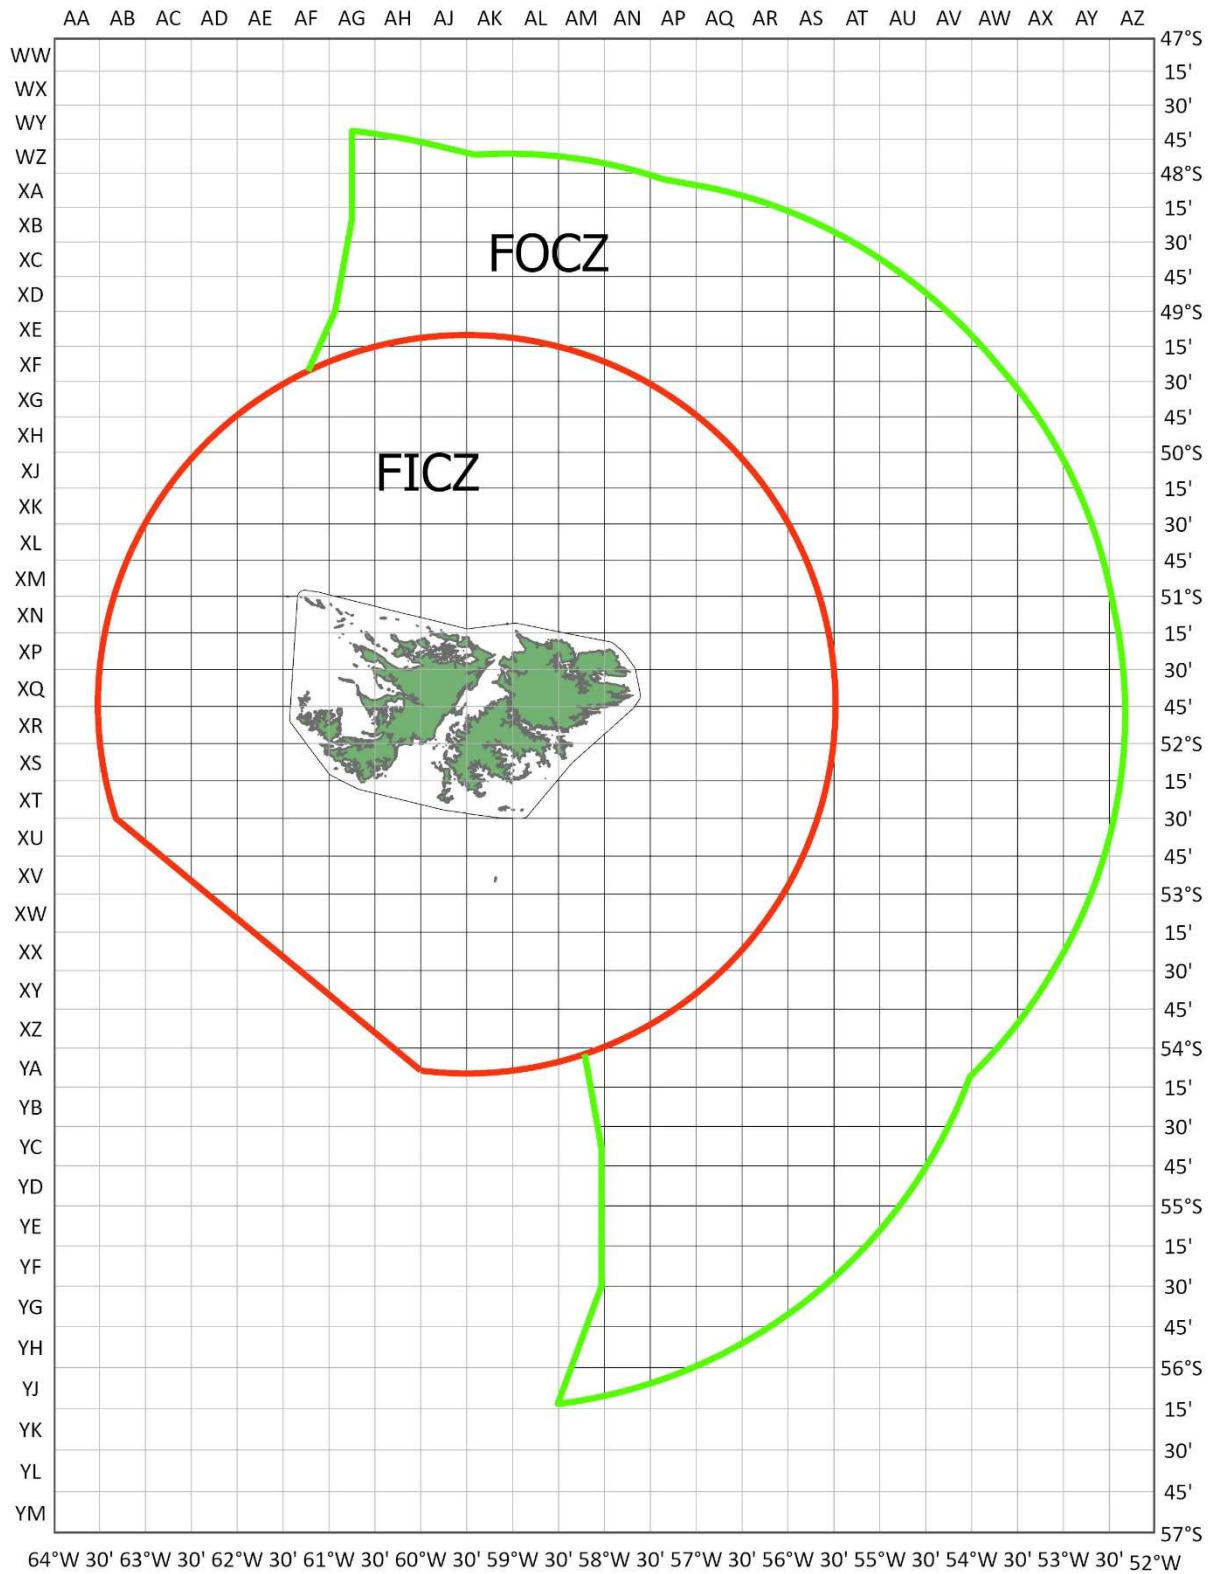 AA AB AC AD AE AF AG AH AJ AK AL AM AN AP AQ AR AS AT AU AV AW AX AY AZ
47°S
WW
15'
WX
30'
WY
45'
WZ
48°S
XA
15'
XB
30'
FOCZ
XC
45'
XD
49°S
XE
15'
XF
30'
XG
45'
XH
50°S
FICZ
XJ
15'
XK
30'
XL
45'
XM
51°S
XN
15'
XP
30'
XQ
45'
XR
52°S
XS
15'
XT
30'
XU
45'
XV
53°S
XW
15'
XX
30'
XY
45'
XZ
54°S
YA
15'
YB
30'
YC
45'
YD
55°S
YE
15'
YF
30'
YG
45'
YH
56°S
YJ
15'
YK
30'
YL
45'
YM
57°S
64°W 30' 63°W 30' 62°W 30' 61°W 30' 60°W 30' 59°W 30' 58°W 30' 57°W 30' 56°W 30' 55°W 30' 54°W 30' 53°W 30' 52°W